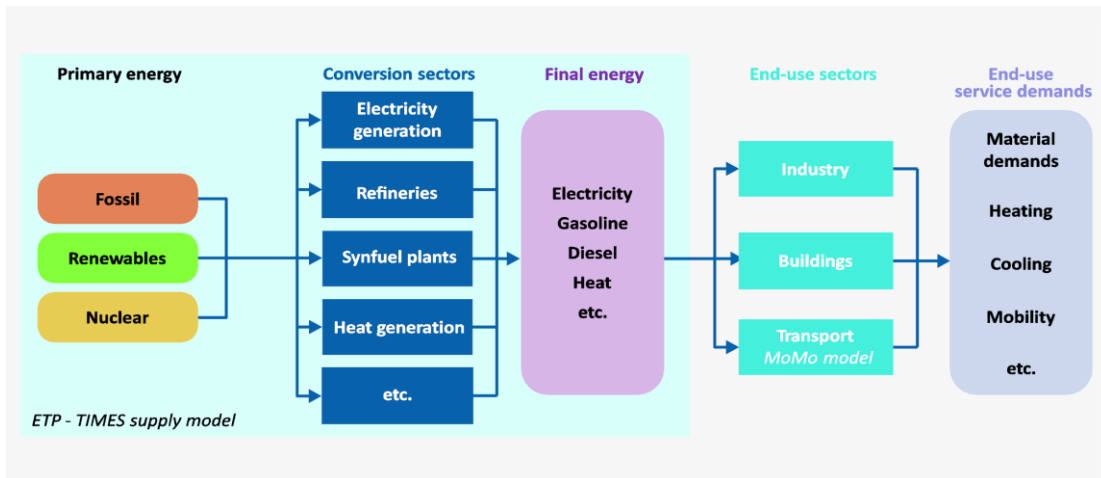 Primary energy
Conversion sectors
Final energy
End-use sectors
End-use
service demands
Fossil
Renewables
Nuclear
Electricity
generation
Refineries
Synfuel plants
Heat generation
etc.
Electricity
Gasoline
Diesel
Heat
etc.
Industry
Buildings
Transport
MoMo model
Material
demands
Heating
Cooling
Mobility
etc.
ETP - TIMES supply model